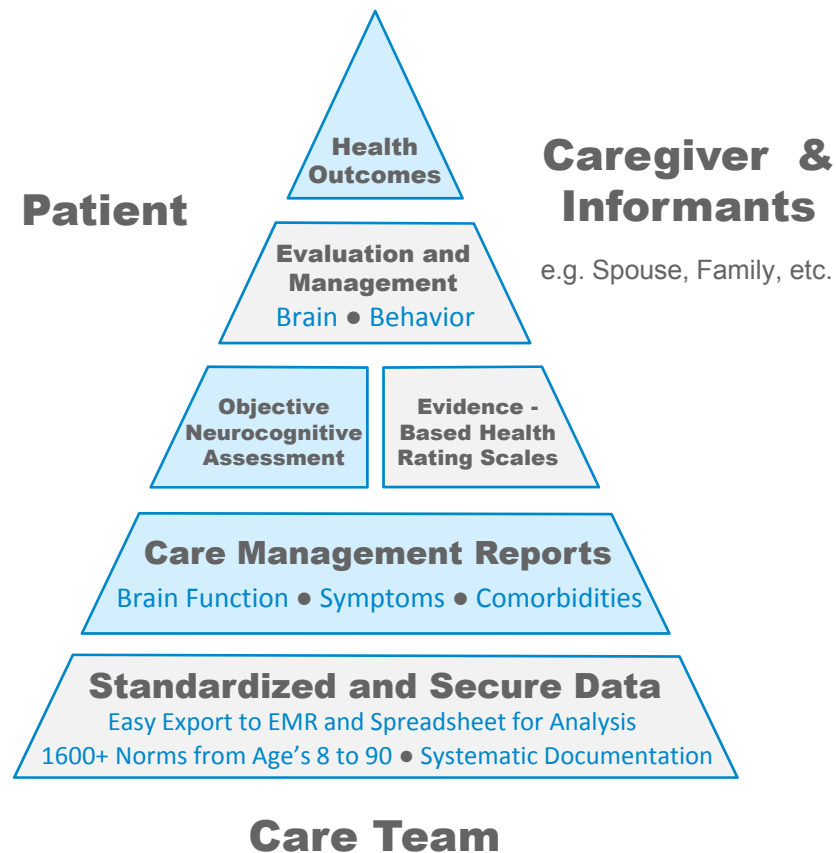 Health
Outcomes
Patient
Caregiver & 
Informants
e.g. Spouse, Family, etc.
Evaluation and
Management
Brain ● Behavior
Objective
Neurocognitive
Assessment
Evidence -
Based Health
Rating Scales
Care Management Reports
Brain Function ● Symptoms ● Comorbidities
Standardized and Secure Data
Easy Export to EMR and Spreadsheet for Analysis
1600+ Norms from Age’s 8 to 90 ● Systematic Documentation
Care Team